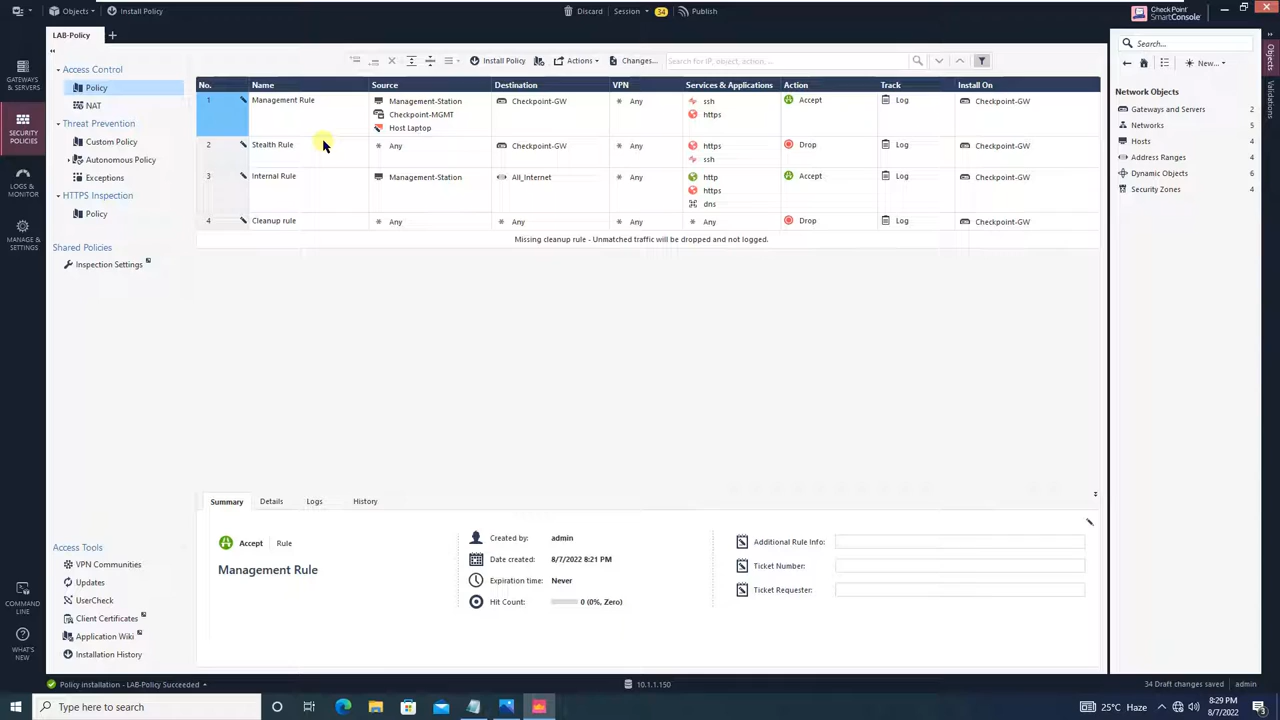 Objects
Install Policy
Discard
Session
34
Publish
CHECK POINT
SmartConsole
LAB-Policy
GATEWAYS & SERVERS
SECURITY POLICIES
LOGS & MONITOR
MANAGE & SETTINGS
COMMAND LINE
WHAT'S NEW
Access Control
Policy
NAT
Threat Prevention
Custom Policy
Autonomous Policy
Exceptions
HTTPS Inspection
Policy
Shared Policies
Inspection Settings
Access Tools
VPN Communities
Updates
UserCheck
Client Certificates
Application Wiki
Installation History
Install Policy
Actions
Changes...
Search for IP, object, action, ...
No. Name Source Destination VPN Services & Applications Action Track Install On
1 Management Rule Management-Station Checkpoint-GW Any ssh Accept Log Checkpoint-GW
Checkpoint-MGMT https
Host Laptop
2 Stealth Rule Any Checkpoint-GW Any https Drop Log Checkpoint-GW
ssh
3 Internal Rule Management-Station All_Internet Any http Accept Log Checkpoint-GW
https
dns
4 Cleanup rule Any Any Any Any Drop Log Checkpoint-GW
Missing cleanup rule - Unmatched traffic will be dropped and not logged.
Summary Details Logs History
Accept Rule
Management Rule
Created by: admin
Date created: 8/7/2022 8:21 PM
Expiration time: Never
Hit Count: 0 (0%, Zero)
Additional Rule Info:
Ticket Number:
Ticket Requester:
Search...
New...
Network Objects
Gateways and Servers 2
Networks 5
Hosts 4
Address Ranges 4
Dynamic Objects 6
Security Zones 4
Objects
Validations
Policy installation - LAB-Policy Succeeded
10.1.1.150
34 Draft changes saved
admin
Type here to search
25°C Haze
8:29 PM
8/7/2022
3